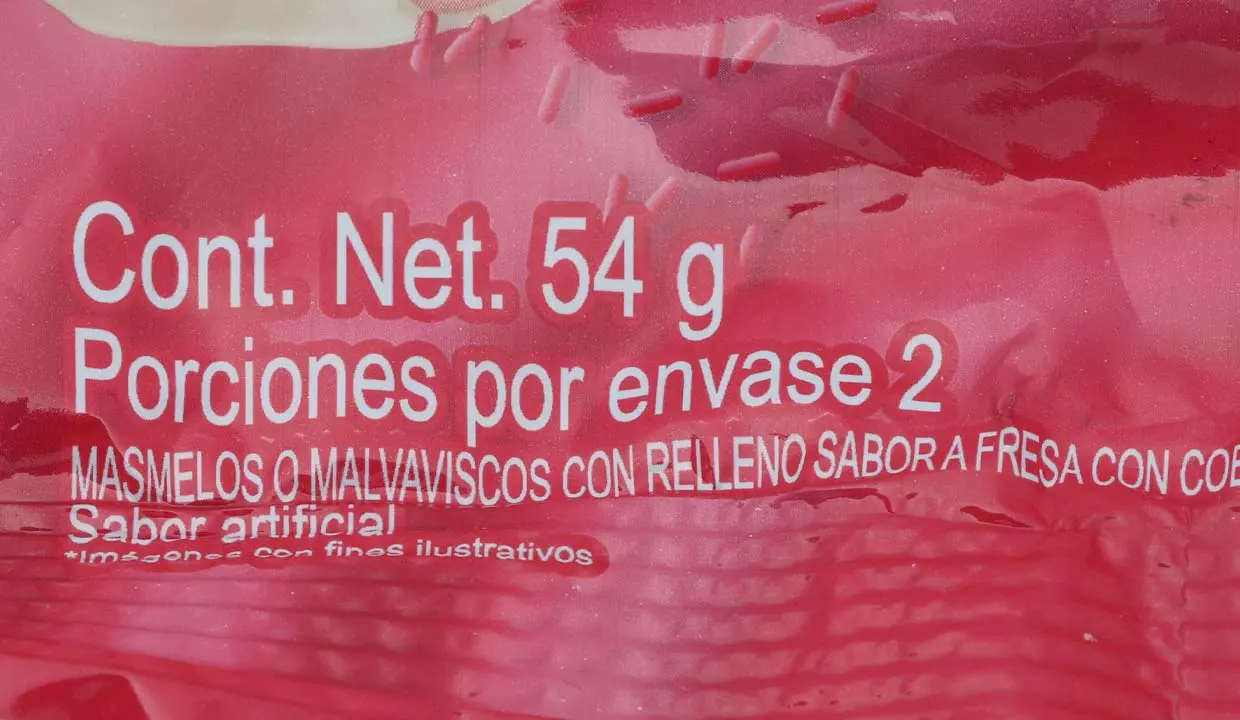 Cont. Net. 54 g
Porciones por envase 2
MASMELOS O MALVAVISCOS CON RELLENO SABOR A FRESA CON
Sabor artificial
*Imágenes con fines ilustrativos